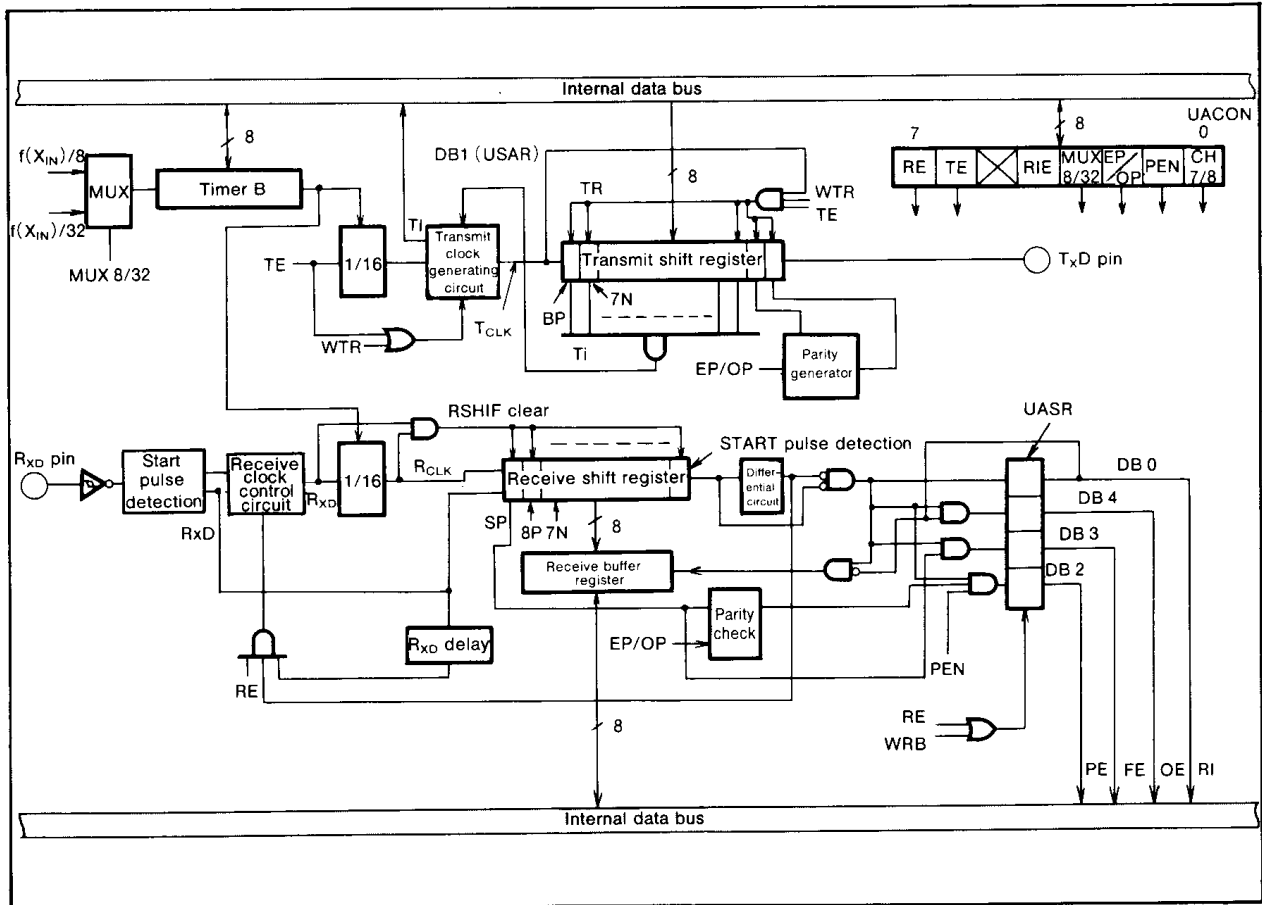 Internal data bus
UACON
7 0
8
8
8
f(XIN)/8
f(XIN)/32
MUX
Timer B
MUX 8/32
DB1 (USAR)
TR
WTR
TE
RE TE RIE MUX 8/32 EP/OP PEN CH 7/8
TI
TE
1/16
Transmit clock generating circuit
Transmit shift register
TxD pin
WTR
TCLK
BP
7N
Ti
EP/OP
Parity generator
RSHIF clear
UASR
START pulse detection
RXD pin
Start pulse detection
Receive clock control circuit
RXD
1/16
RCLK
Receive shift register
Differ-
ential
circuit
DB 0
DB 4
DB 3
DB 2
RxD
SP
8P
7N
8
Receive buffer register
Parity check
EP/OP
RXD delay
RE
PEN
8
RE
WRB
PE FE OE RI
Internal data bus